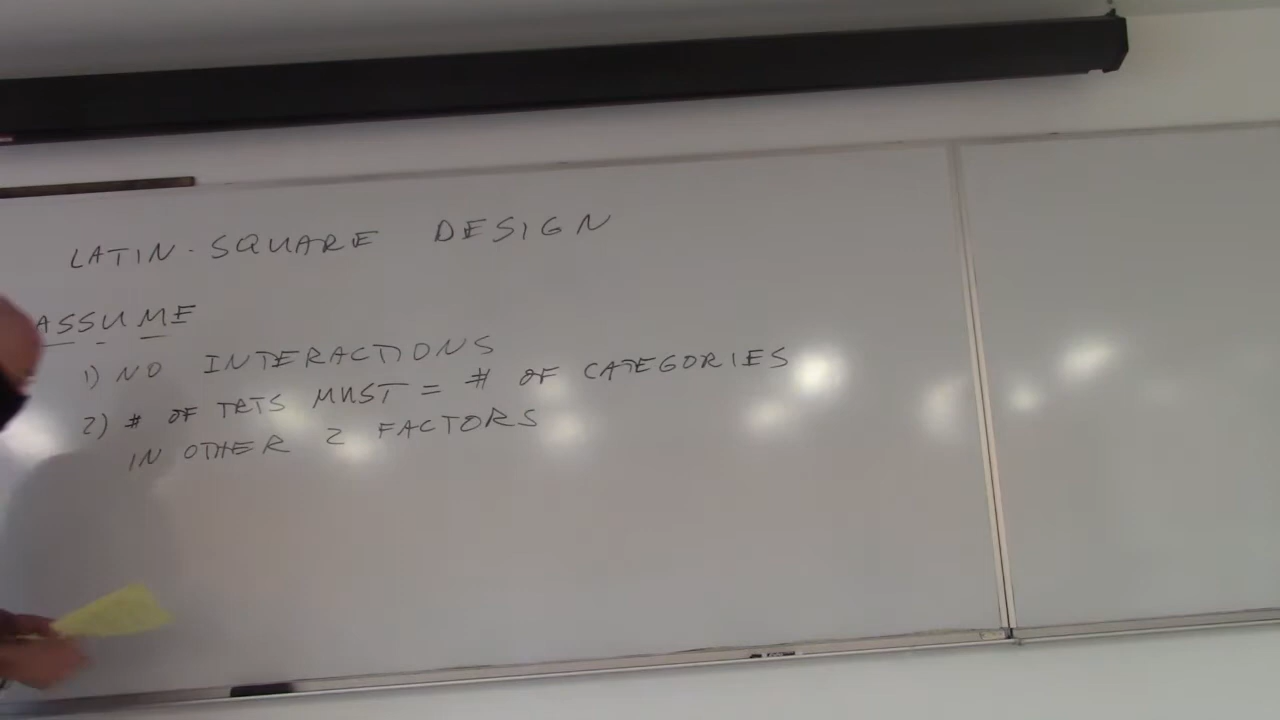 LATIN-SQUARE DESIGN
ASSUME
1) NO INTERACTIONS
2) # OF TRTS MUST = # OF CATEGORIES
IN OTHER 2 FACTORS